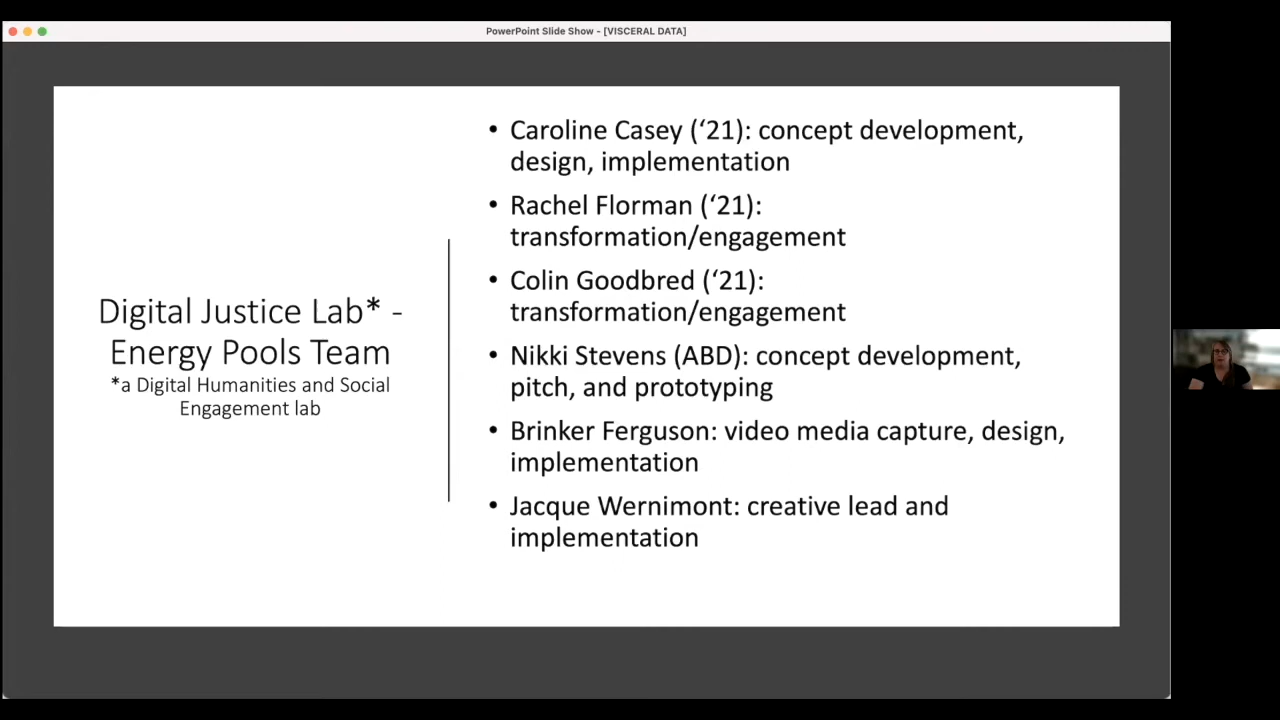 PowerPoint Slide Show - [VISCERAL DATA]
Digital Justice Lab* -
Energy Pools Team
*a Digital Humanities and Social
Engagement lab
• Caroline Casey (‘21): concept development,
design, implementation
• Rachel Florman (‘21):
transformation/engagement
• Colin Goodbred (‘21):
transformation/engagement
• Nikki Stevens (ABD): concept development,
pitch, and prototyping
• Brinker Ferguson: video media capture, design,
implementation
• Jacque Wernimont: creative lead and
implementation